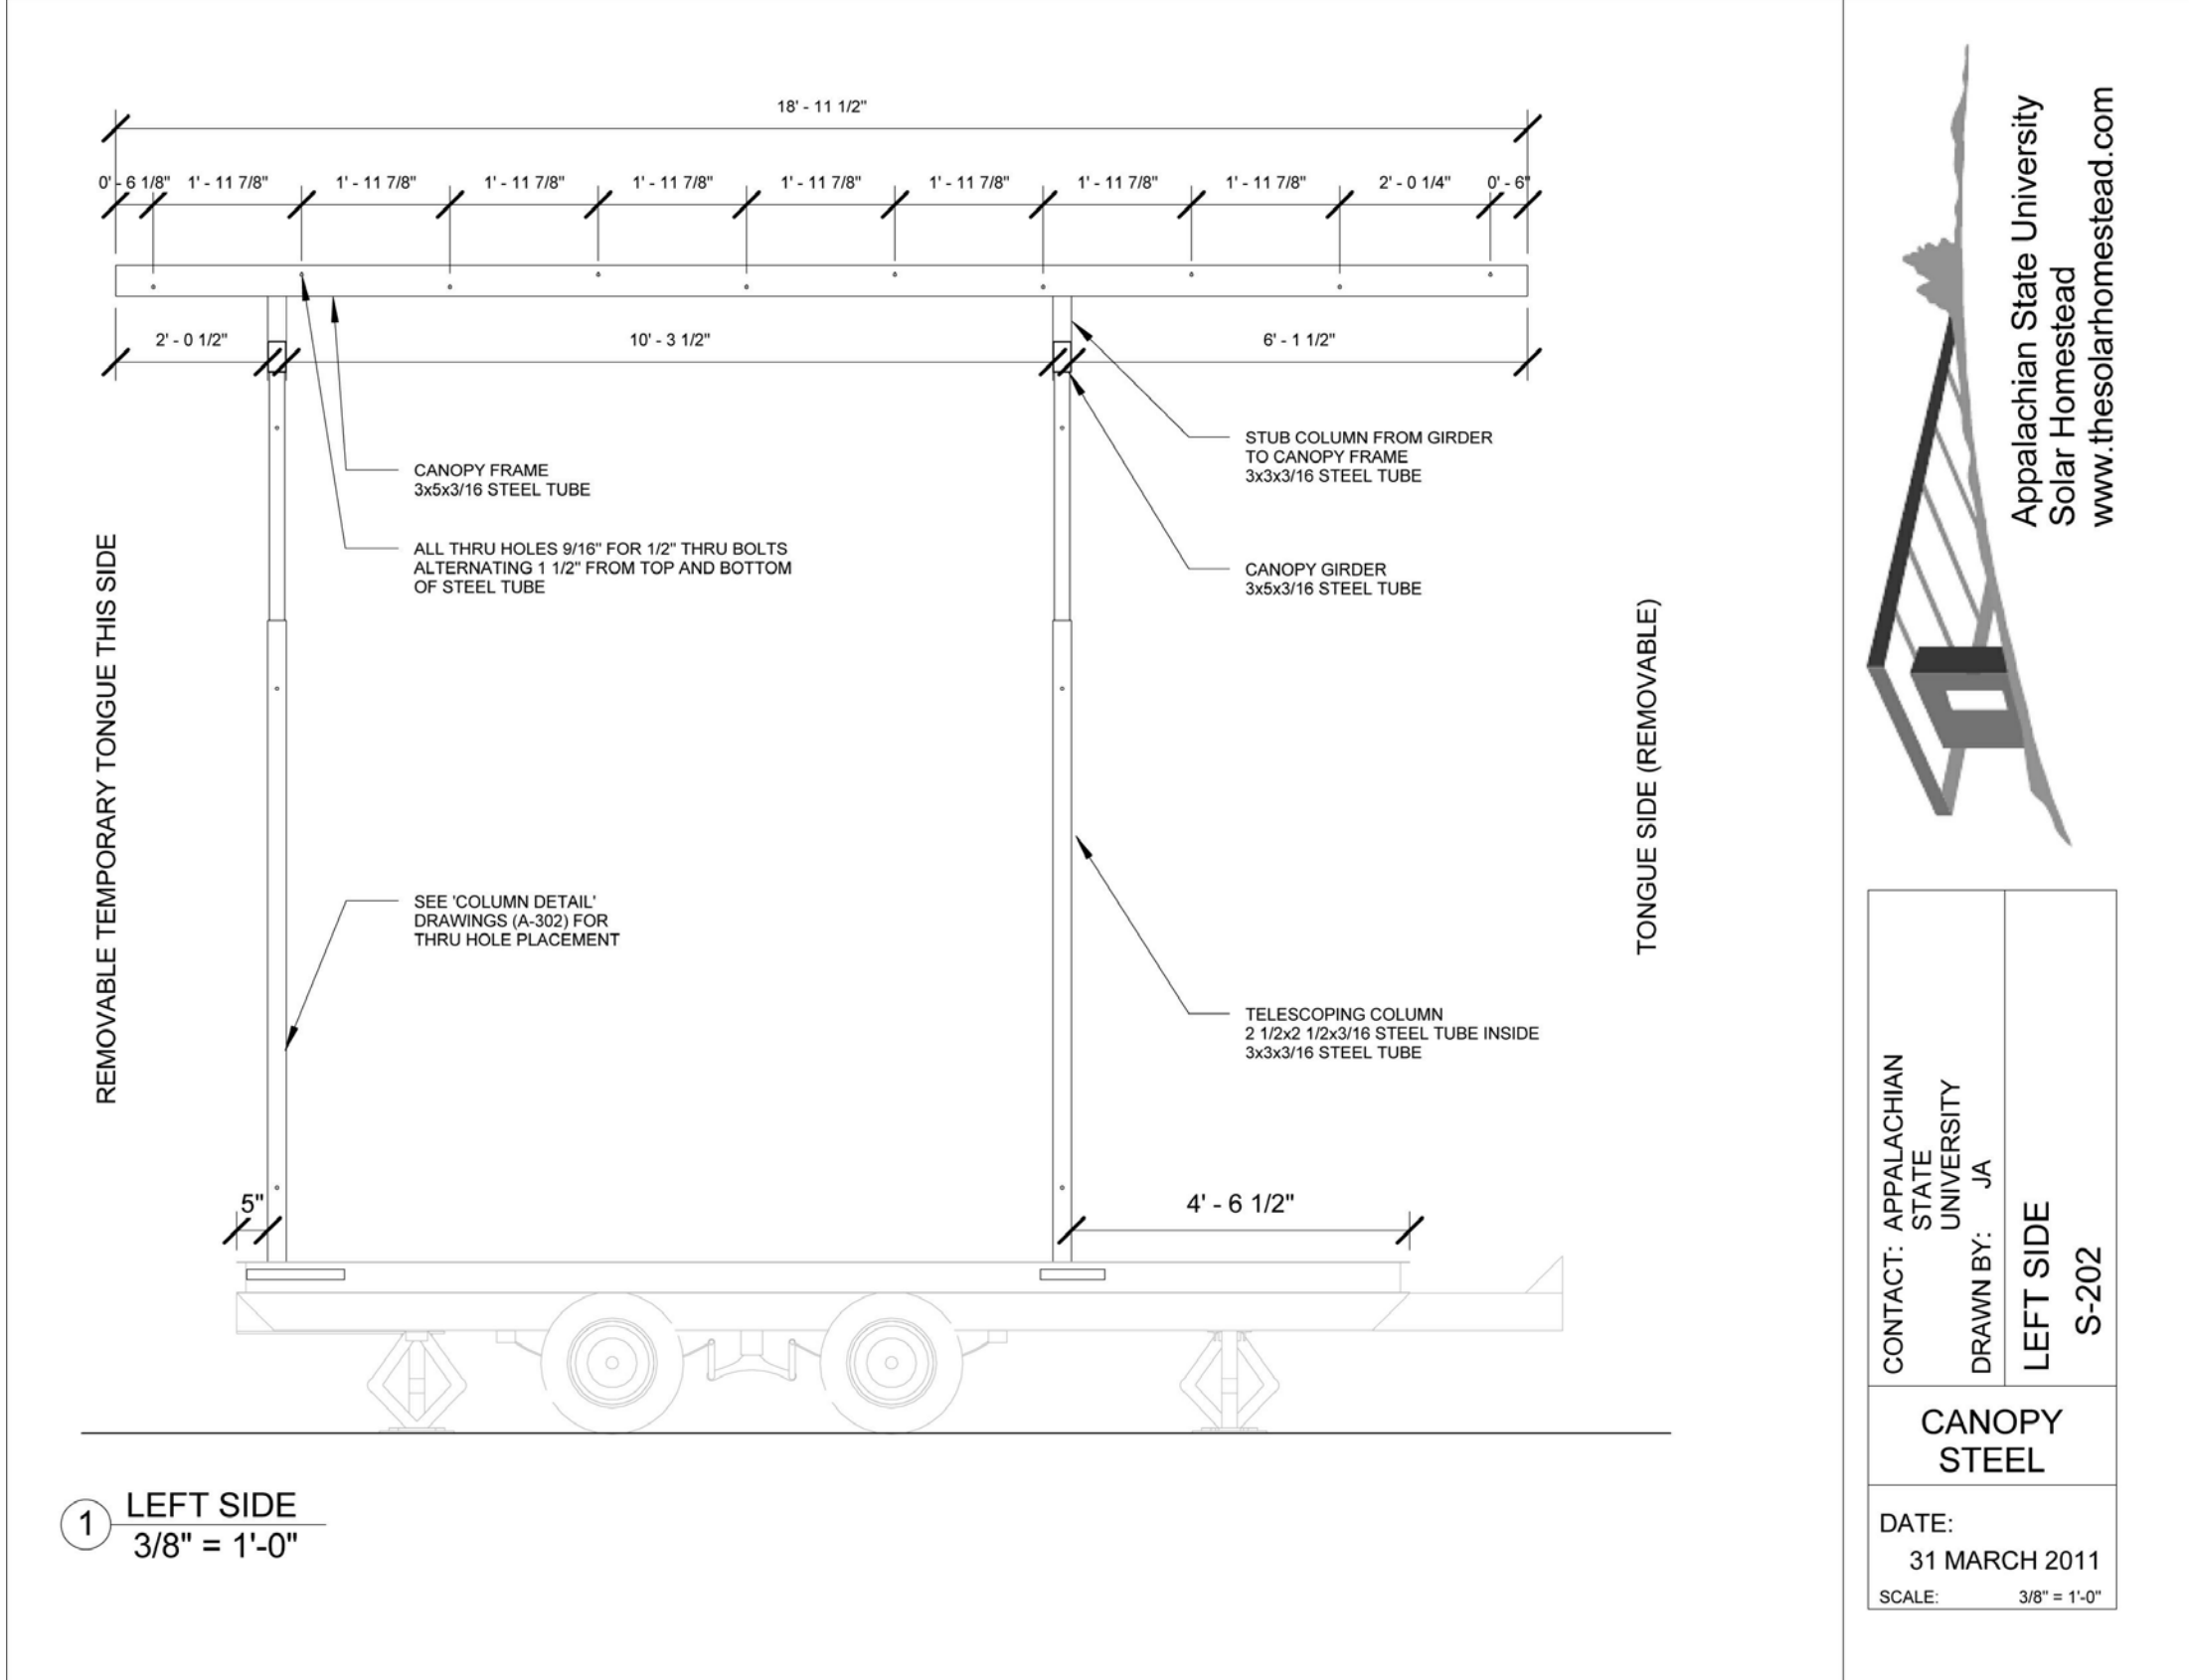 18' - 11 1/2"
0' - 6 1/8"
1' - 11 7/8"
1' - 11 7/8"
1' - 11 7/8"
1' - 11 7/8"
1' - 11 7/8"
1' - 11 7/8"
1' - 11 7/8"
1' - 11 7/8"
2' - 0 1/4"
0' - 6"
2' - 0 1/2"
10' - 3 1/2"
6' - 1 1/2"
CANOPY FRAME
3x5x3/16 STEEL TUBE
ALL THRU HOLES 9/16" FOR 1/2" THRU BOLTS
ALTERNATING 1 1/2" FROM TOP AND BOTTOM
OF STEEL TUBE
STUB COLUMN FROM GIRDER
TO CANOPY FRAME
3x3x3/16 STEEL TUBE
CANOPY GIRDER
3x5x3/16 STEEL TUBE
REMOVABLE TEMPORARY TONGUE THIS SIDE
TONGUE SIDE (REMOVABLE)
SEE 'COLUMN DETAIL'
DRAWINGS (A-302) FOR
THRU HOLE PLACEMENT
TELESCOPING COLUMN
2 1/2x2 1/2x3/16 STEEL TUBE INSIDE
3x3x3/16 STEEL TUBE
5"
4' - 6 1/2"
1
LEFT SIDE
3/8" = 1'-0"
Appalachian State University
Solar Homestead
www.thesolarhomestead.com
CONTACT: APPALACHIAN
STATE
UNIVERSITY
DRAWN BY: JA
LEFT SIDE
S-202
CANOPY
STEEL
DATE:
31 MARCH 2011
SCALE: 3/8" = 1'-0"